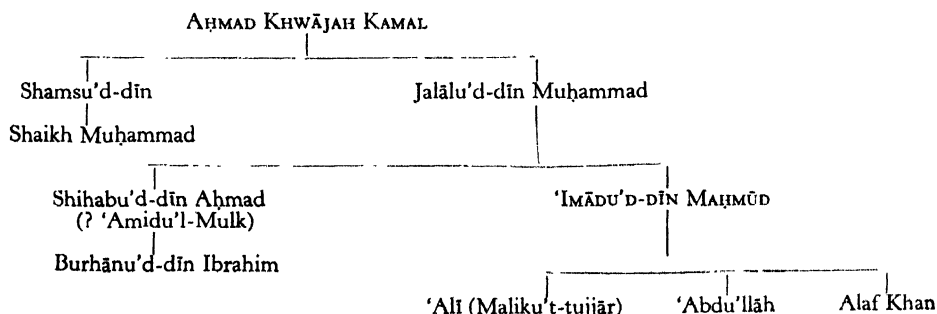 Aḥmad Khwājah Kamal
Shamsu'd-dīn Jalālu'd-dīn Muḥammad
Shaikh Muḥammad
Shihabu'd-dīn Aḥmad 'Imādu'd-dīn Maḥmūd
(? 'Amidu'l-Mulk)
Burhānu'd-dīn Ibrahim
'Alī (Maliku't-tujjār) 'Abdu'llāh Alaf Khan